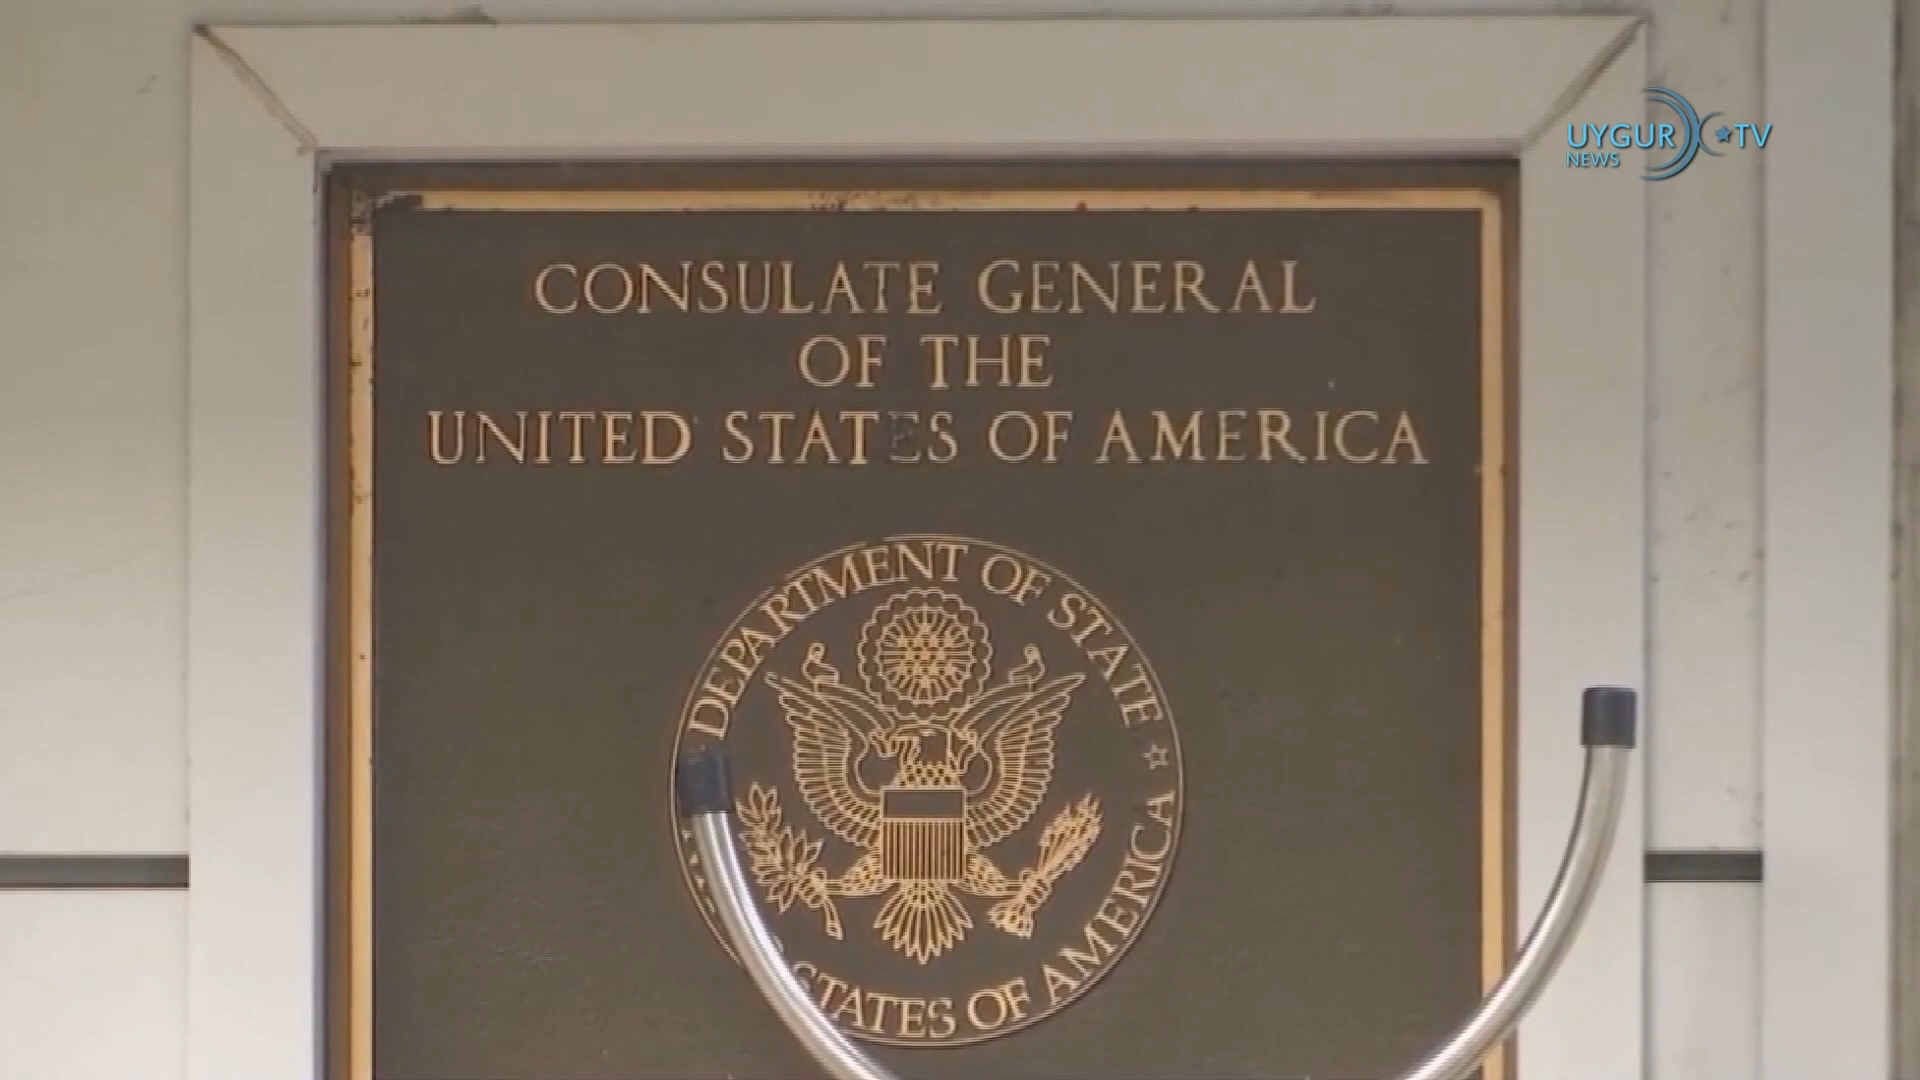 UYGUR TV
NEWS
CONSULATE GENERAL
OF THE
UNITED STATES OF AMERICA
DEPARTMENT OF STATE
STATES OF AMERICA